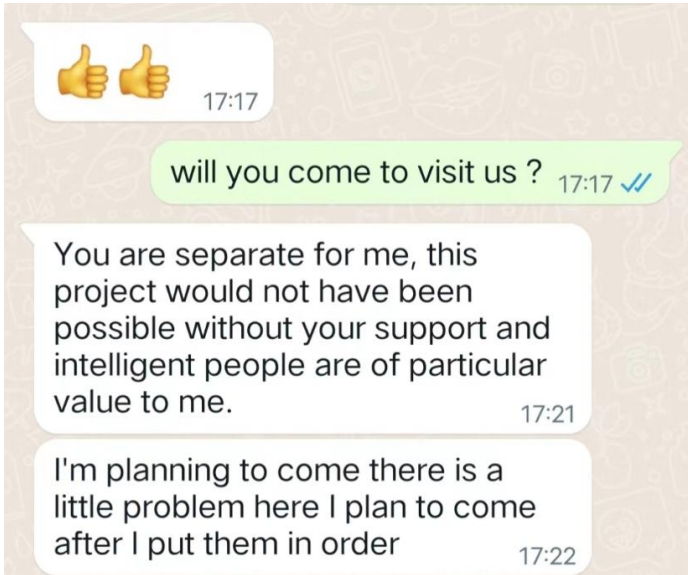 👍👍 17:17
will you come to visit us ? 17:17
You are separate for me, this
project would not have been
possible without your support and
intelligent people are of particular
value to me. 17:21
I'm planning to come there is a
little problem here I plan to come
after I put them in order 17:22